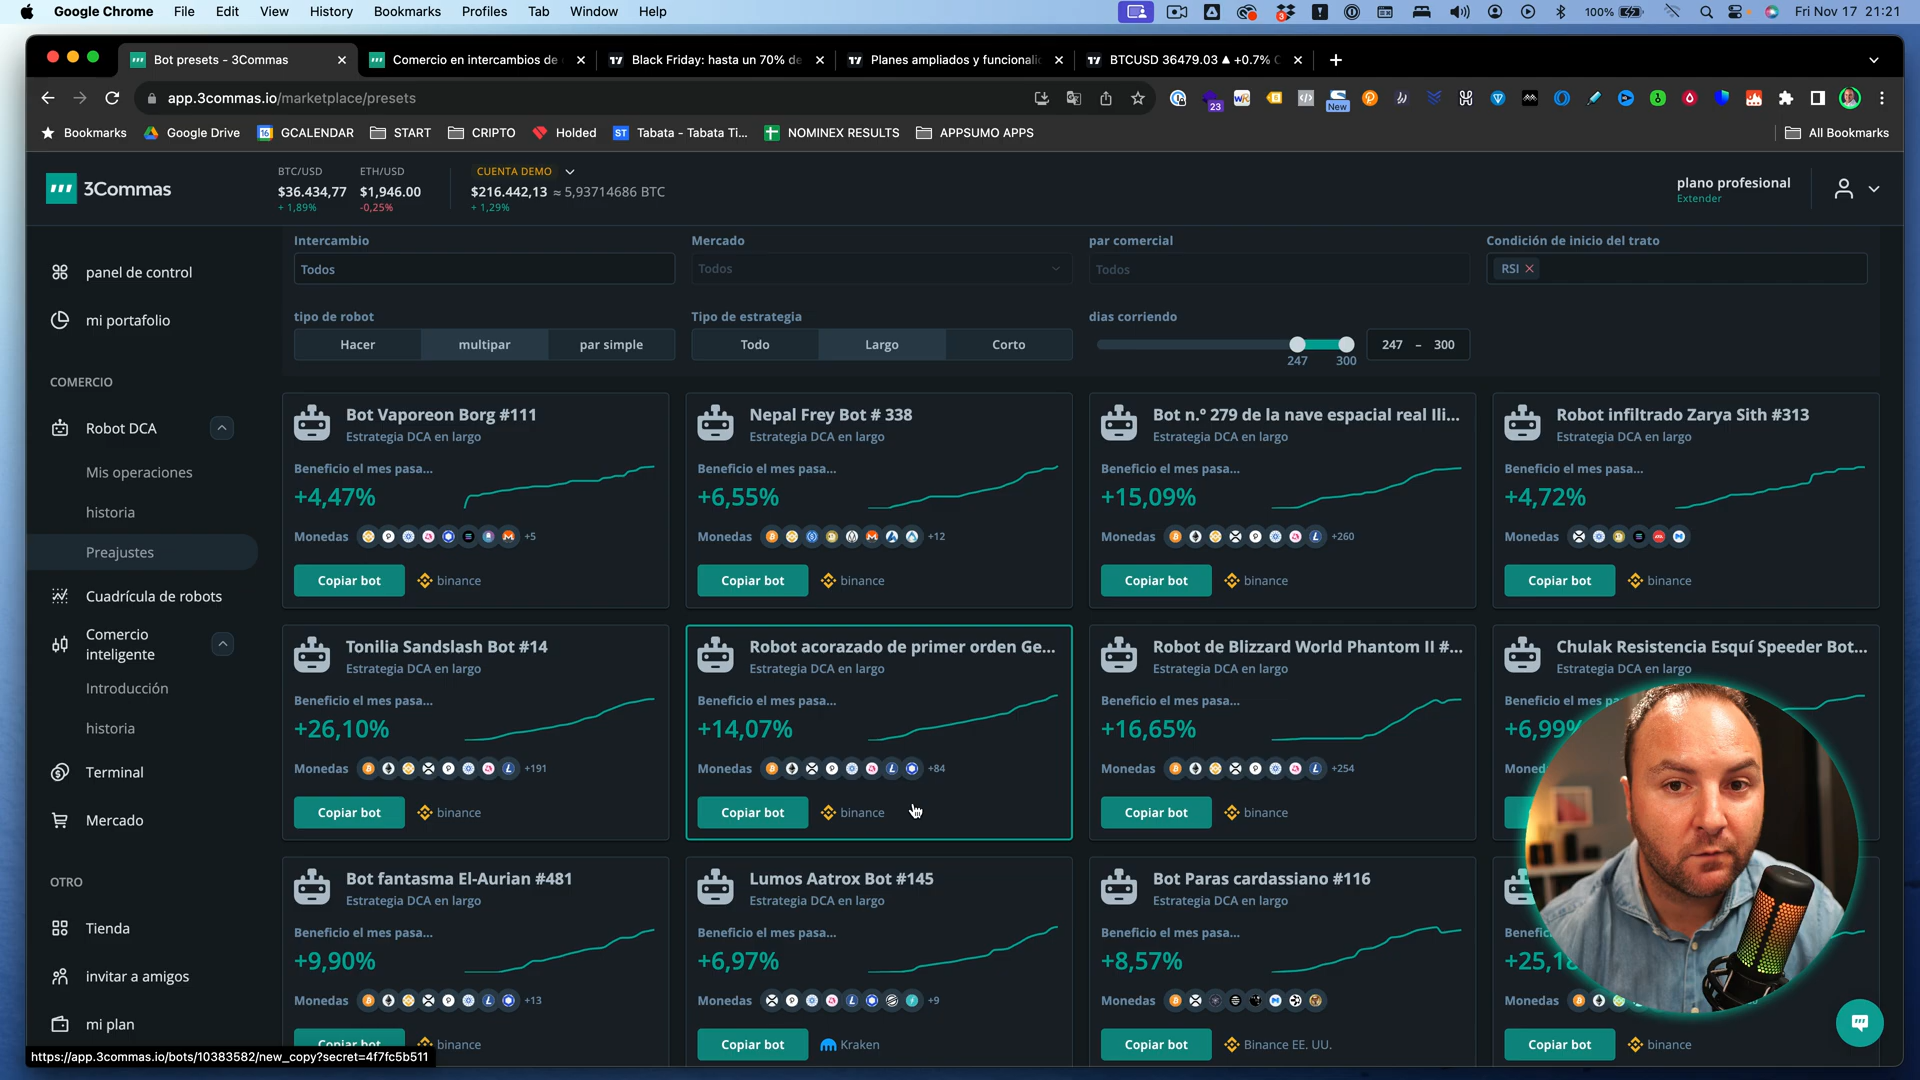 Google Chrome File Edit View History Bookmarks Profiles Tab Window Help 3 100% Fri Nov 17 21:21
Bot presets - 3Commas Comercio en intercambios de Black Friday: hasta un 70% de Planes ampliados y funcionali BTCUSD 36479.03 ▲ +0.7%
app.3commas.io/marketplace/presets 23 New
Bookmarks Google Drive GCALENDAR START CRIPTO Holded Tabata - Tabata Ti... NOMINEX RESULTS APPSUMO APPS All Bookmarks
3Commas
BTC/USD ETH/USD CUENTA DEMO
$36.434,77 $1,946.00 $216.442,13 ≈ 5,93714686 BTC
+ 1,89% -0,25% + 1,29%
plano profesional
Extender
panel de control
mi portafolio
COMERCIO
Robot DCA
Mis operaciones
historia
Preajustes
Cuadrícula de robots
Comercio
inteligente
Introducción
historia
Terminal
Mercado
OTRO
Tienda
invitar a amigos
mi plan
Intercambio Mercado par comercial Condición de inicio del trato
Todos Todos Todos RSI
tipo de robot Tipo de estrategia dias corriendo
Hacer multipar par simple Todo Largo Corto 247 – 300
247 300
Bot Vaporeon Borg #111
Estrategia DCA en largo
Beneficio el mes pasa...
+4,47%
Monedas +5
Copiar bot binance
Nepal Frey Bot # 338
Estrategia DCA en largo
Beneficio el mes pasa...
+6,55%
Monedas +12
Copiar bot binance
Bot n.º 279 de la nave espacial real Ili...
Estrategia DCA en largo
Beneficio el mes pasa...
+15,09%
Monedas +260
Copiar bot binance
Robot infiltrado Zarya Sith #313
Estrategia DCA en largo
Beneficio el mes pasa...
+4,72%
Monedas
Copiar bot binance
Tonilia Sandslash Bot #14
Estrategia DCA en largo
Beneficio el mes pasa...
+26,10%
Monedas +191
Copiar bot binance
Robot acorazado de primer orden Ge...
Estrategia DCA en largo
Beneficio el mes pasa...
+14,07%
Monedas +84
Copiar bot binance
Robot de Blizzard World Phantom II #...
Estrategia DCA en largo
Beneficio el mes pasa...
+16,65%
Monedas +254
Copiar bot binance
Chulak Resistencia Esquí Speeder Bot...
Estrategia DCA en largo
Beneficio el mes pa
+6,99%
Moned
Bot fantasma El-Aurian #481
Estrategia DCA en largo
Beneficio el mes pasa...
+9,90%
Monedas +13
Copiar bot binance
Lumos Aatrox Bot #145
Estrategia DCA en largo
Beneficio el mes pasa...
+6,97%
Monedas +9
Copiar bot Kraken
Bot Paras cardassiano #116
Estrategia DCA en largo
Beneficio el mes pasa...
+8,57%
Monedas
Copiar bot Binance EE. UU.
Benefic
+25,18
Monedas
Copiar bot binance
https://app.3commas.io/bots/10383582/new_copy?secret=4f7fc5b511